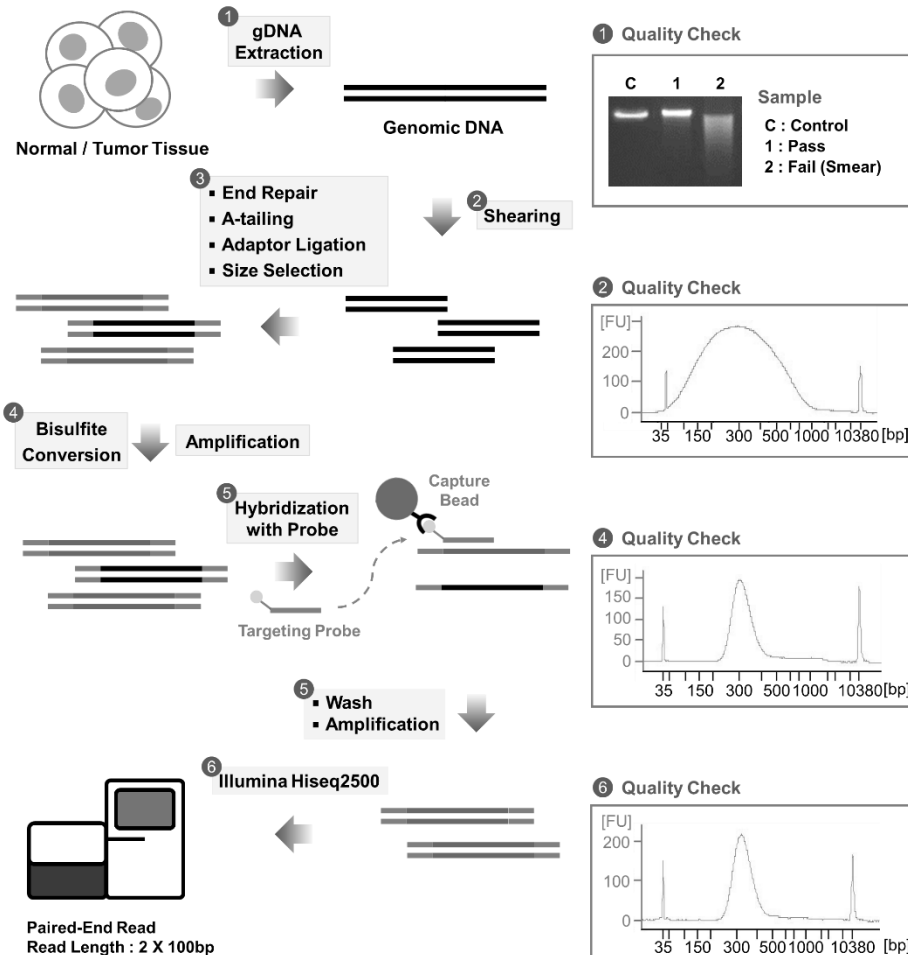 1
gDNA
Extraction
Normal / Tumor Tissue
Genomic DNA
1 Quality Check
C 1 2
Sample
C : Control
1 : Pass
2 : Fail (Smear)
3
▪ End Repair
▪ A-tailing
▪ Adaptor Ligation
▪ Size Selection
2
Shearing
2 Quality Check
[FU]
200
100
0
35 150 300 500 1000 10380 [bp]
4
Bisulfite
Conversion
Amplification
5
Hybridization
with Probe
Capture
Bead
Targeting Probe
4 Quality Check
[FU]
150
100
50
0
35 150 300 500 1000 10380 [bp]
5
▪ Wash
▪ Amplification
6
Illumina Hiseq2500
Paired-End Read
Read Length : 2 X 100bp
6 Quality Check
[FU]
200
100
0
35 150 300 500 1000 10380 [bp]